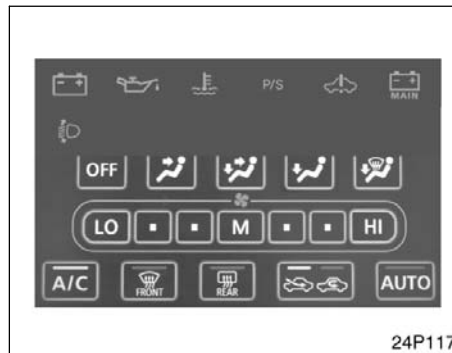 P/S
MAIN
OFF
LO M HI
A/C FRONT REAR AUTO
24P117